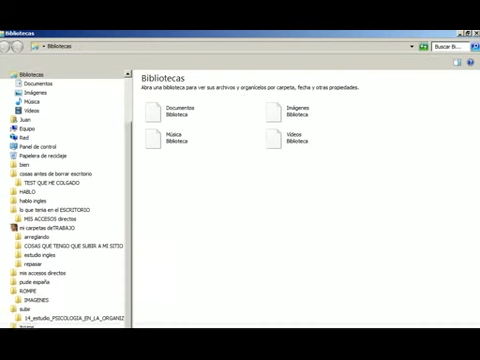 Bibliotecas
Bibliotecas
Buscar Bi...
Bibliotecas
Documentos
Imágenes
Música
Vídeos
Juan
Equipo
Red
Panel de control
Papelera de reciclaje
bien
cosas antes de borrar escritorio
TEST QUE ME COLGADO
HABLO
hablo ingles
lo que tenia en el ESCRITORIO
MIS ACCESOS directos
mi carpetas deTRABAJO
arreglando
COSAS QUE TENGO QUE SUBIR A MI SITIO
estudio ingles
repasar
mis accesos directos
pude españa
ROMPE
IMAGENES
subir
14_estudio_PSICOLOGIA_EN_LA_ORGANIZ
Bibliotecas
Abra una biblioteca para ver sus archivos y organícelos por carpeta, fecha y otras propiedades.
Documentos
Biblioteca
Imágenes
Biblioteca
Música
Biblioteca
Vídeos
Biblioteca